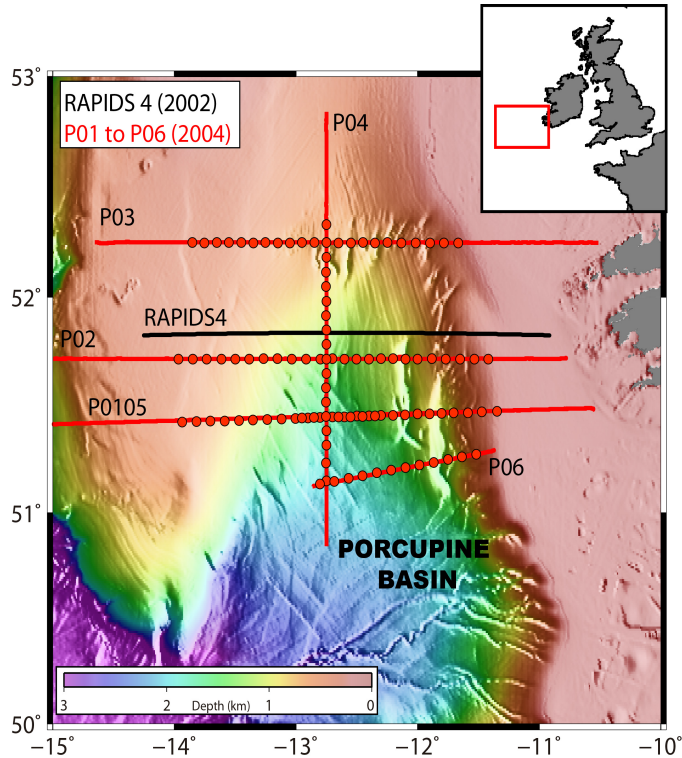 53°
RAPIDS 4 (2002)
P01 to P06 (2004)
P04
P03
52°
RAPIDS4
P02
P0105
P06
51°
PORCUPINE
BASIN
3 2 1 0
Depth (km)
50°
−15° −14° −13° −12° −11° −10°